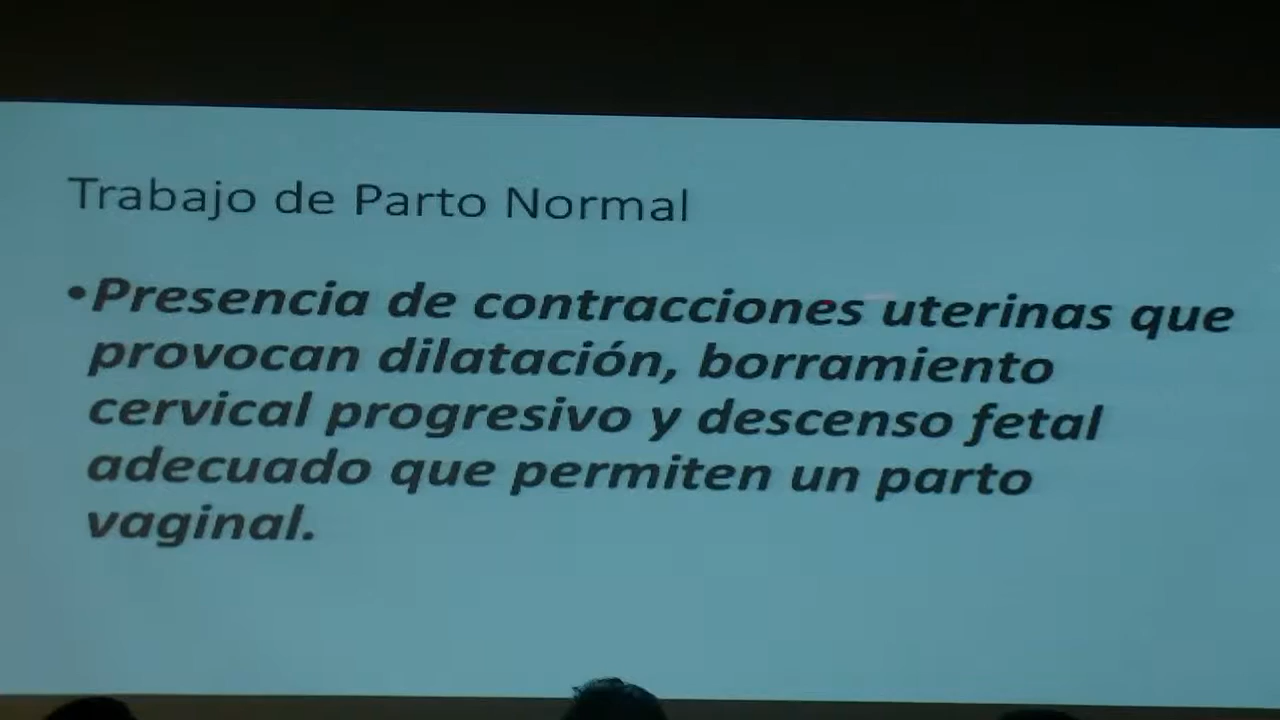 Trabajo de Parto Normal
•Presencia de contracciones uterinas que
provocan dilatación, borramiento
cervical progresivo y descenso fetal
adecuado que permiten un parto
vaginal.